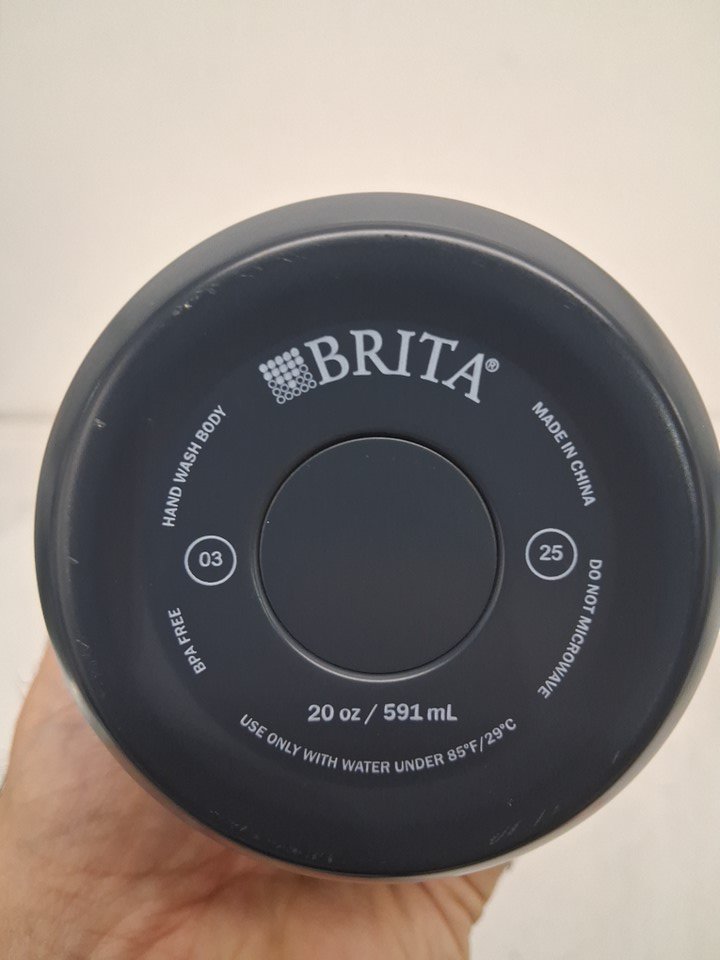 BRITA®
HAND WASH BODY
MADE IN CHINA
03
25
BPA FREE
DO NOT MICROWAVE
20 oz / 591 mL
USE ONLY WITH WATER UNDER 85°F/29°C